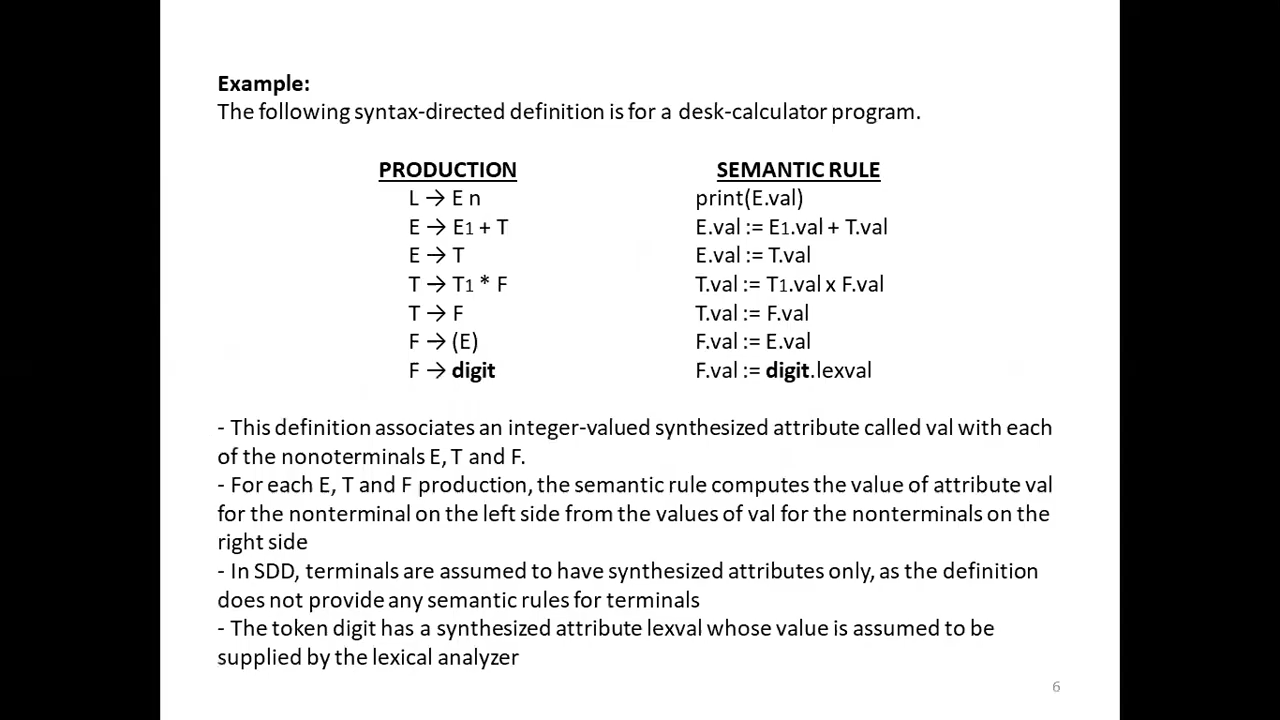 Example:
The following syntax-directed definition is for a desk-calculator program.
PRODUCTION SEMANTIC RULE
L → E n print(E.val)
E → E1 + T E.val := E1.val + T.val
E → T E.val := T.val
T → T1 * F T.val := T1.val x F.val
T → F T.val := F.val
F → (E) F.val := E.val
F → digit F.val := digit.lexval
- This definition associates an integer-valued synthesized attribute called val with each
of the nonoterminals E, T and F.
- For each E, T and F production, the semantic rule computes the value of attribute val
for the nonterminal on the left side from the values of val for the nonterminals on the
right side
- In SDD, terminals are assumed to have synthesized attributes only, as the definition
does not provide any semantic rules for terminals
- The token digit has a synthesized attribute lexval whose value is assumed to be
supplied by the lexical analyzer
6